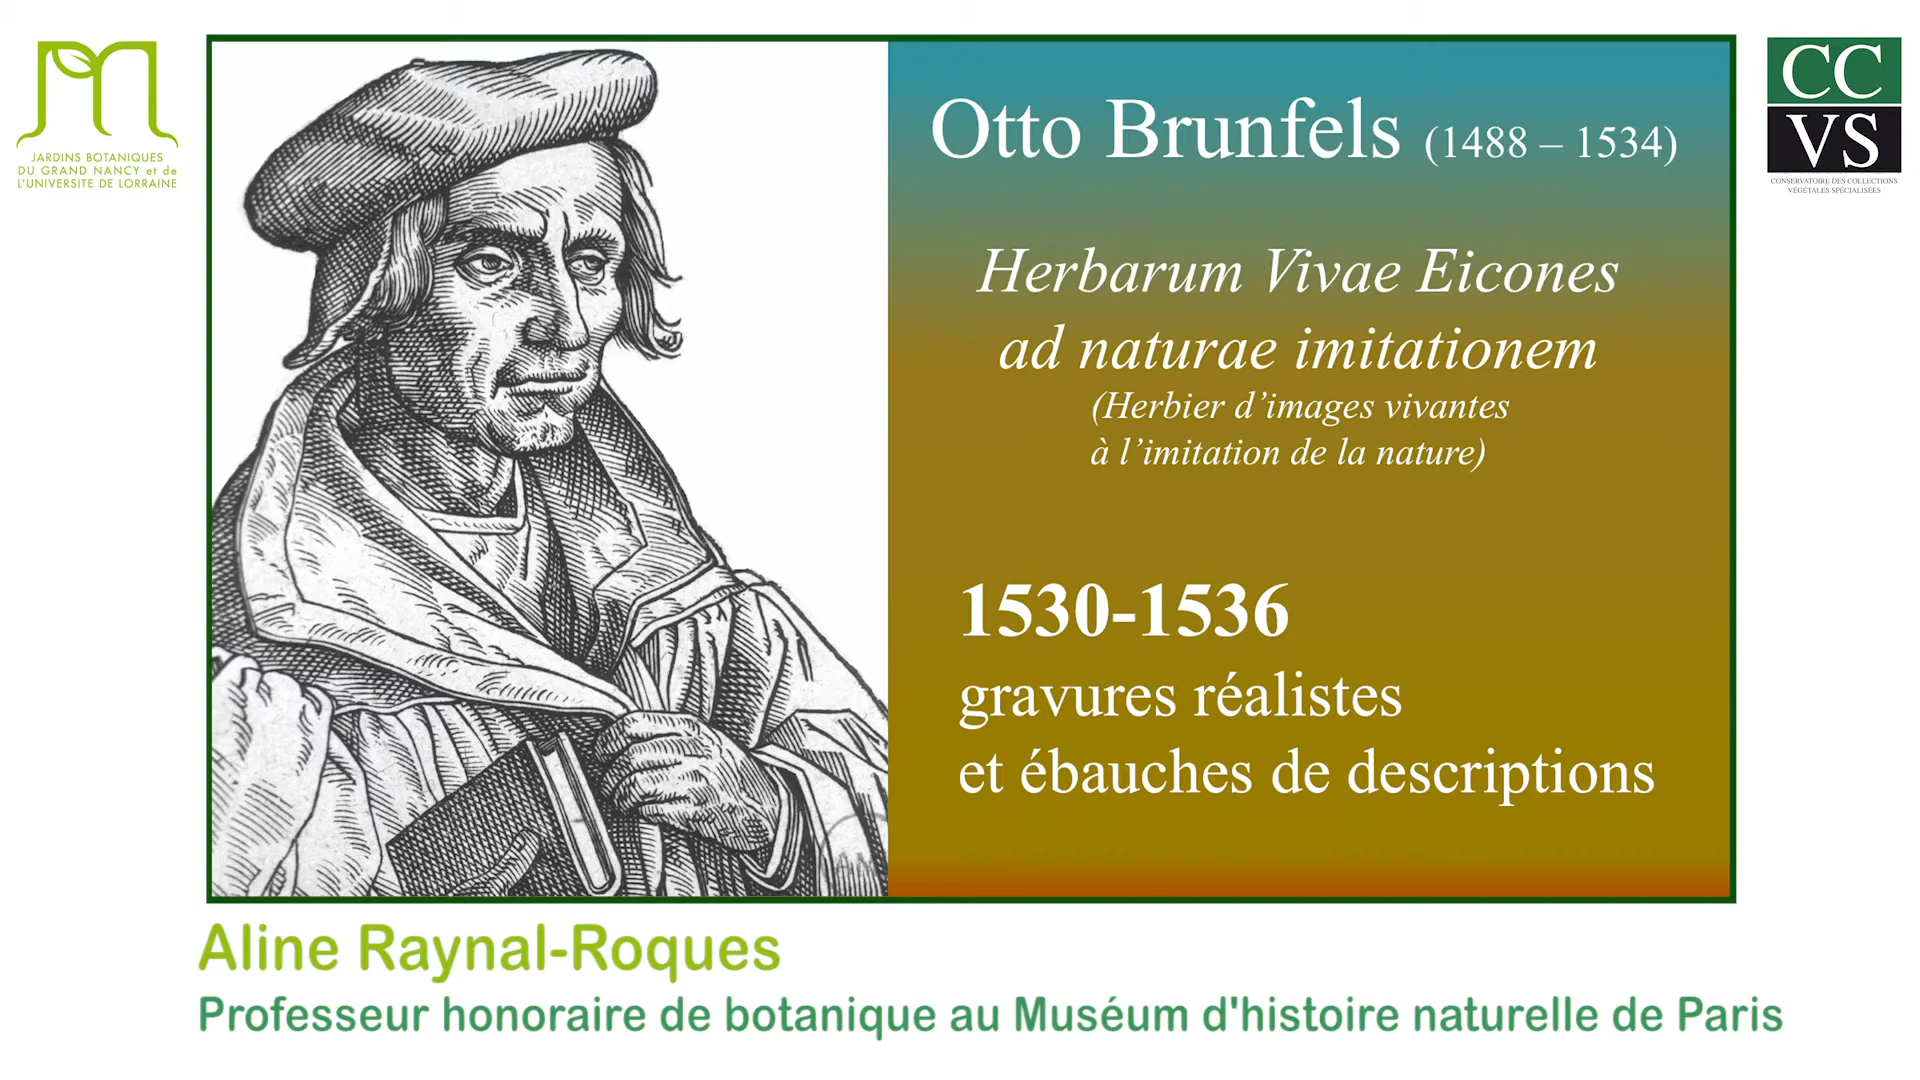 JARDINS BOTANIQUES
DU GRAND NANCY et de
L'UNIVERSITE DE LORRAINE
CC
VS
CONSERVATOIRE DES COLLECTIONS
VÉGÉTALES SPÉCIALISÉES
Otto Brunfels (1488 – 1534)
Herbarum Vivae Eicones
ad naturae imitationem
(Herbier d’images vivantes
à l’imitation de la nature)
1530-1536
gravures réalistes
et ébauches de descriptions
Aline Raynal-Roques
Professeur honoraire de botanique au Muséum d'histoire naturelle de Paris